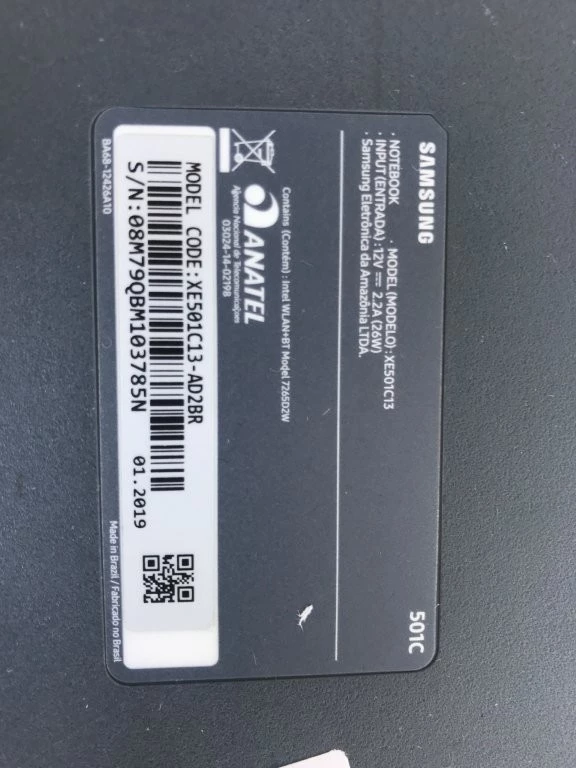 SAMSUNG
501C
· NOTEBOOK · MODEL (MODELO) : XE501C13
· INPUT (ENTRADA) : 12V ⎓ 2.2A (26W)
· Samsung Eletrônica da Amazônia LTDA.
Contains (Contém) : Intel WLAN+BT Model 7265D2W
ANATEL
Agência Nacional de Telecomunicações
03024-14-02198
MODEL CODE:XE501C13-AD2BR
S/N:08M79QBM103785N
01.2019
BA68-12426A10
Made in Brazil / Fabricado no Brasil